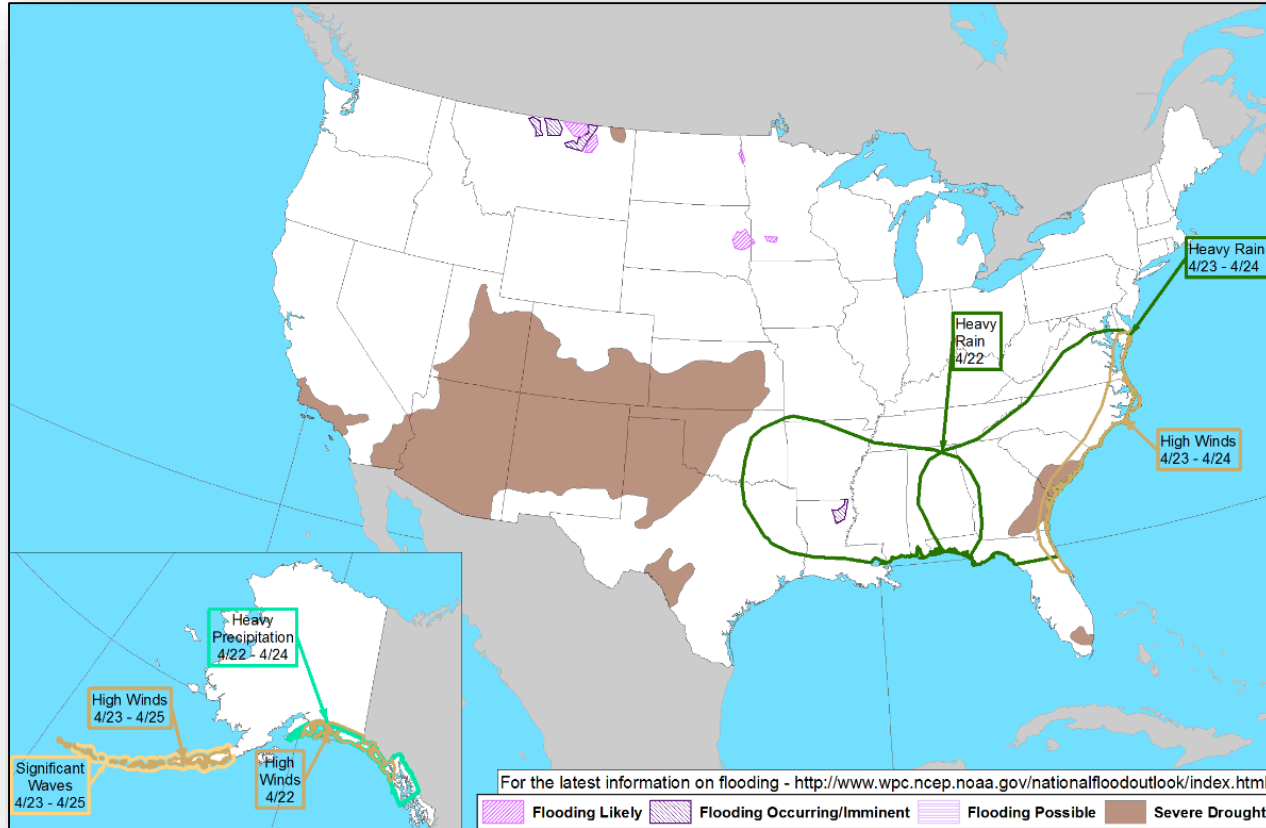 Heavy Rain
4/23 - 4/24
Heavy
Rain
4/22
High Winds
4/23 - 4/24
Heavy
Precipitation
4/22 - 4/24
High Winds
4/23 - 4/25
Significant
Waves
4/23 - 4/25
High
Winds
4/22
For the latest information on flooding - http://www.wpc.ncep.noaa.gov/nationalfloodoutlook/index.html
Flooding Likely
Flooding Occurring/Imminent
Flooding Possible
Severe Drought